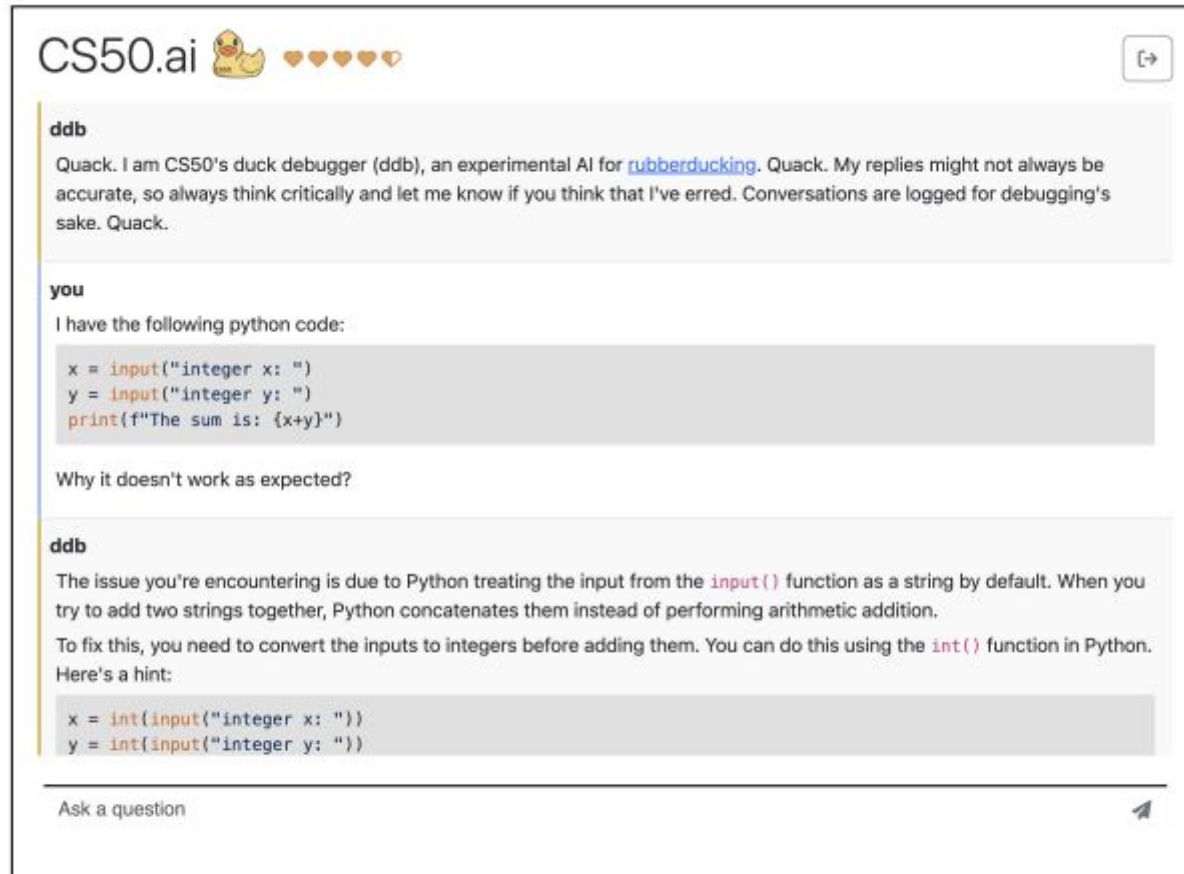 CS50.ai
ddb
Quack. I am CS50's duck debugger (ddb), an experimental AI for rubberducking. Quack. My replies might not always be
accurate, so always think critically and let me know if you think that I've erred. Conversations are logged for debugging's
sake. Quack.
you
I have the following python code:
x = input("integer x: ")
y = input("integer y: ")
print(f"The sum is: {x+y}")
Why it doesn't work as expected?
ddb
The issue you're encountering is due to Python treating the input from the input() function as a string by default. When you
try to add two strings together, Python concatenates them instead of performing arithmetic addition.
To fix this, you need to convert the inputs to integers before adding them. You can do this using the int() function in Python.
Here's a hint:
x = int(input("integer x: "))
y = int(input("integer y: "))
Ask a question